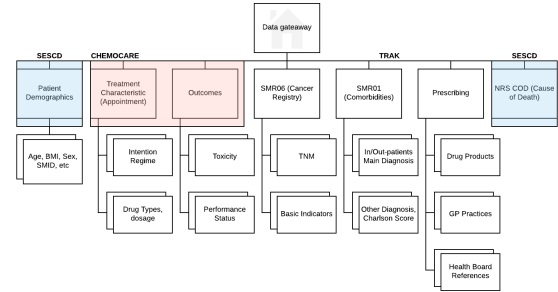 Data gateaway
SESCD
CHEMOCARE
TRAK
SESCD
Patient
Demographics
Treatment
Characteristic
(Appointment)
Outcomes
SMR06 (Cancer
Registry)
SMR01
(Comorbidities)
Prescribing
NRS COD (Cause
of Death)
Age, BMI, Sex,
SMID, etc
Intention
Regime
Toxicity
TNM
In/Out-patients
Main Diagnosis
Drug Products
Drug Types,
dosage
Performance
Status
Basic Indicators
Other Diagnosis,
Charlson Score
GP Practices
Health Board
References